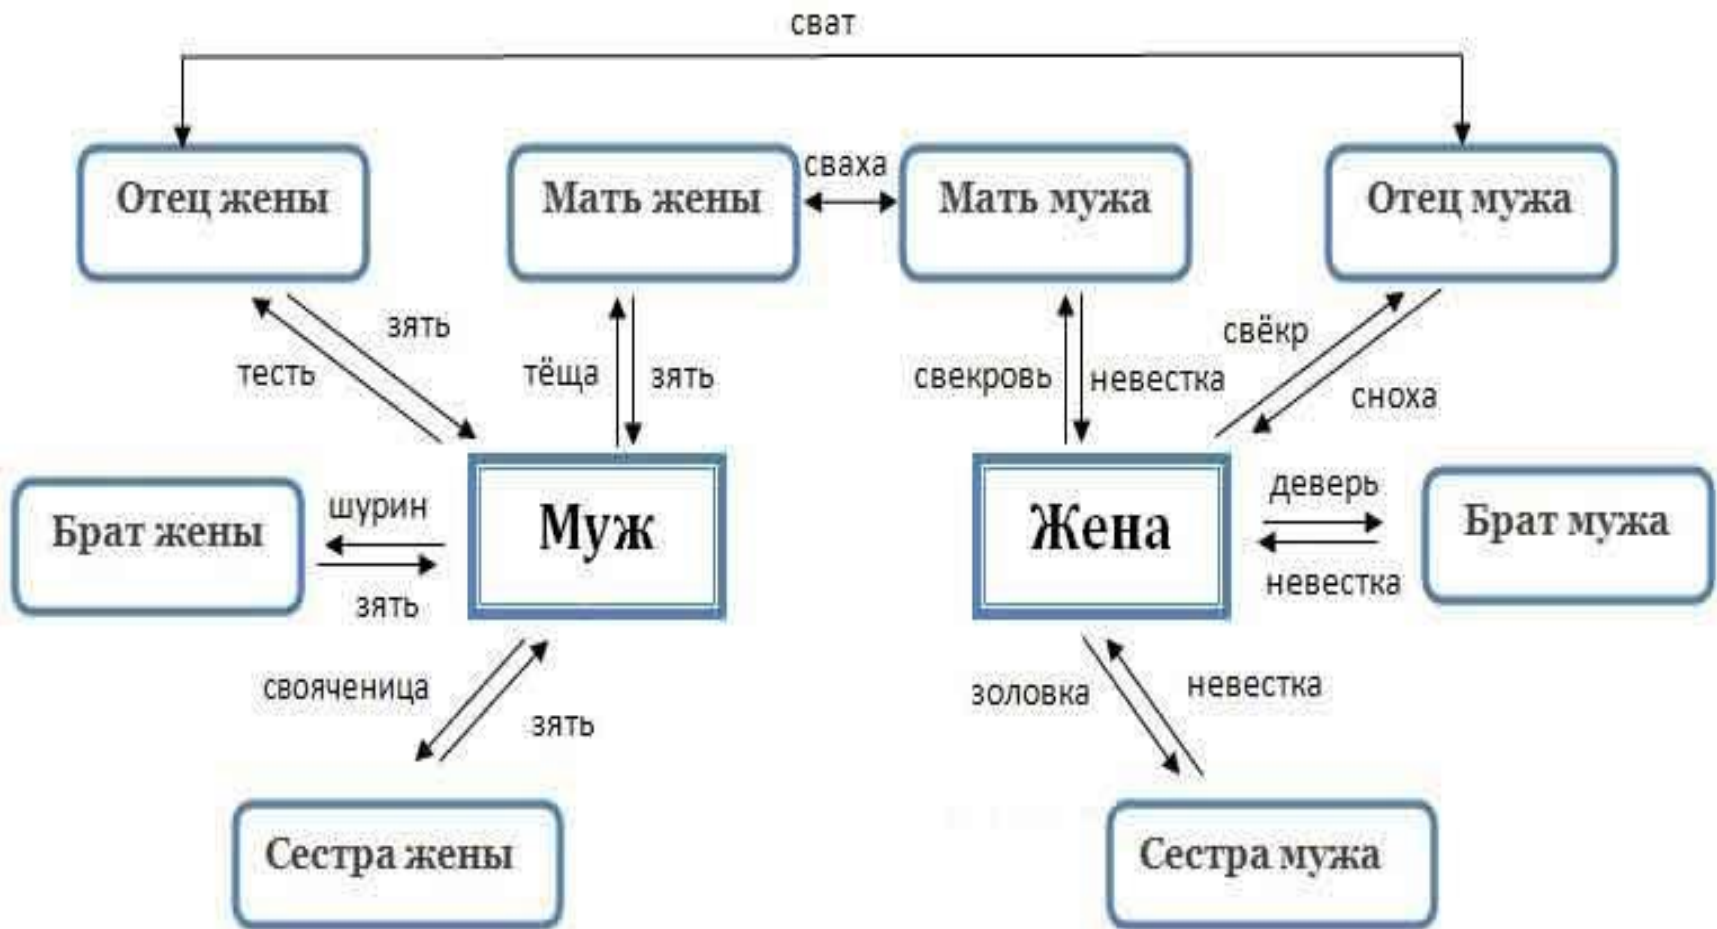 сват
Отец жены
Мать жены
сваха
Мать мужа
Отец мужа
зять
тесть
тёща
зять
свекровь
невестка
свёкр
сноха
Брат жены
шурин
зять
Муж
Жена
деверь
невестка
Брат мужа
свояченица
зять
золовка
невестка
Сестра жены
Сестра мужа